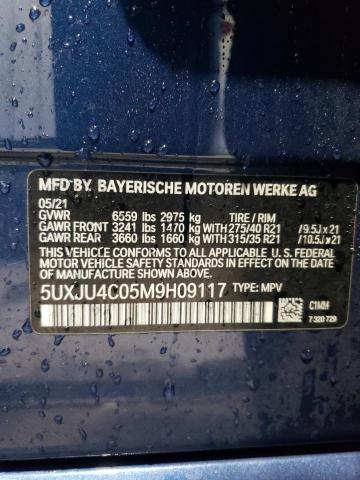 MFD BY. BAYERISCHE MOTOREN WERKE AG
05/21
GVWR 6559 lbs 2975 kg TIRE / RIM
GAWR FRONT 3241 lbs 1470 kg WITH 275/40 R21 /9.5J x 21
GAWR REAR 3660 lbs 1660 kg WITH 315/35 R21 /10.5J x 21
THIS VEHICLE CONFORMS TO ALL APPLICABLE FEDERAL
MOTOR VEHICLE SAFETY STANDARDS IN EFFECT ON THE
DATE OF MANUFACTURE SHOWN ABOVE.
5UXJU4C05M9H09117 TYPE: MPV
7 320 729